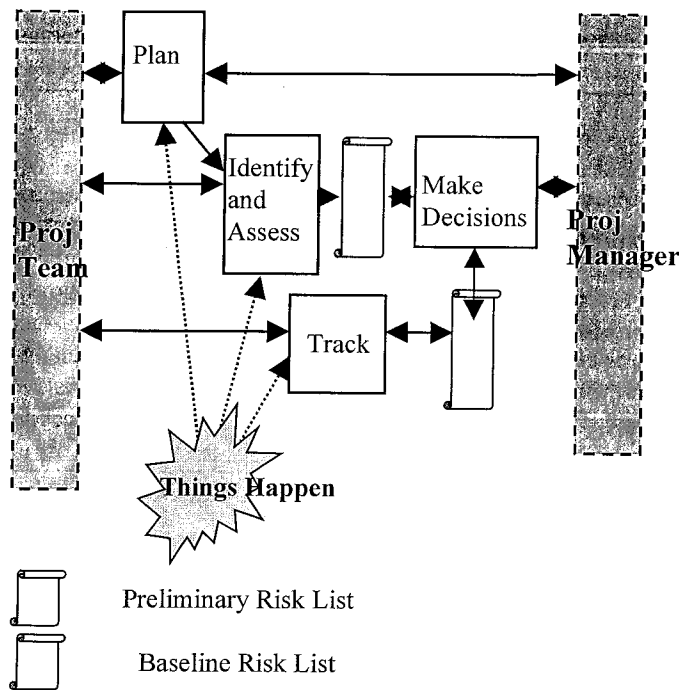 Plan
Identify
and
Assess
Make
Decisions
Proj
Team
Proj
Manager
Track
Things Happen
Preliminary Risk List
Baseline Risk List